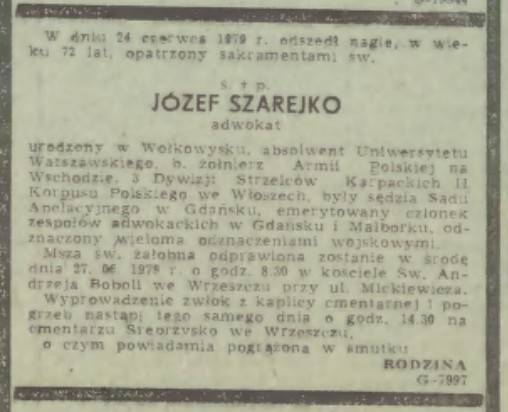 W dniu 24 czerwca 1979 r. odszedł nagle, w wie-
ku 72 lat, opatrzony sakramentami św.
ś. † p.
JÓZEF SZAREJKO
adwokat
urodzony w Wołkowysku, absolwent Uniwersytetu
Warszawskiego, b. żołnierz Armii Polskiej na
Wschodzie, 3 Dywizji Strzelców Karpackich II
Korpusu Polskiego we Włoszech, były sędzia Sądu
Apelacyjnego w Gdańsku, emerytowany członek
zespołów adwokackich w Gdańsku i Malborku, od-
znaczony wieloma odznaczeniami wojskowymi.
Msza św. żałobna odprawiona zostanie w środę
dnia 27. 06 1979 r. o godz. 8.30 w kościele Św. An-
drzeja Boboli we Wrzeszczu przy ul. Mickiewicza.
Wyprowadzenie zwłok z kaplicy cmentarnej i po-
grzeb nastąpi tego samego dnia o godz. 14.30 na
cmentarzu Srebrzysko we Wrzeszczu,
o czym powiadamia pogrążona w smutku
RODZINA
G-7997